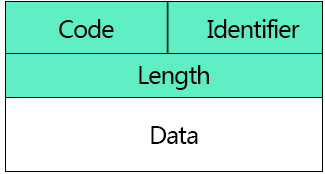 Code Identifier
Length
Data